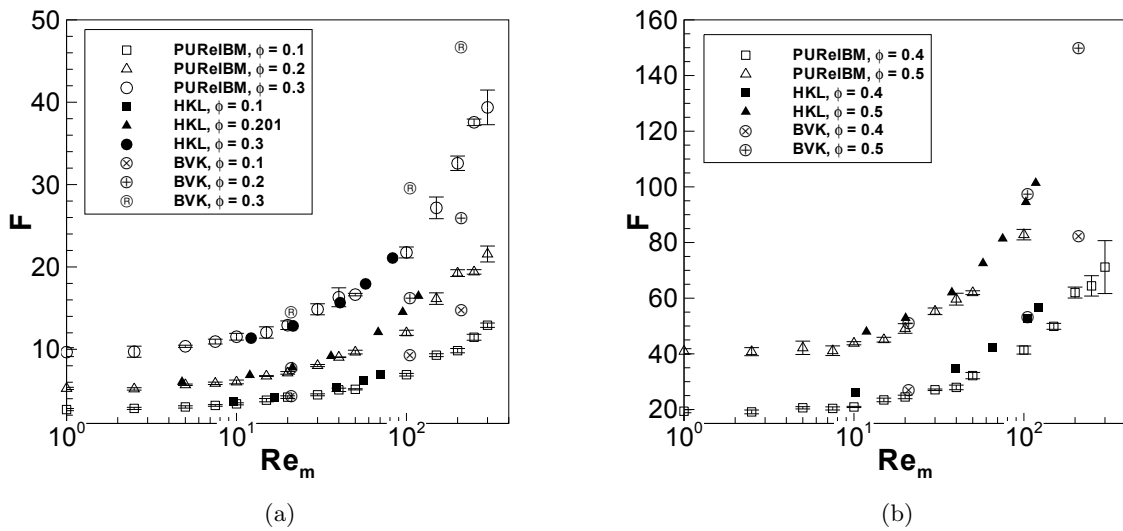 50
40
30
20
10
F
PUReIBM, ϕ = 0.1
PUReIBM, ϕ = 0.2
PUReIBM, ϕ = 0.3
HKL, ϕ = 0.1
HKL, ϕ = 0.201
HKL, ϕ = 0.3
BVK, ϕ = 0.1
BVK, ϕ = 0.2
BVK, ϕ = 0.3
R
R
R
R
10⁰ 10¹ 10²
Reₘ
(a)
160
140
120
100
80
60
40
20
F
PUReIBM, ϕ = 0.4
PUReIBM, ϕ = 0.5
HKL, ϕ = 0.4
HKL, ϕ = 0.5
BVK, ϕ = 0.4
BVK, ϕ = 0.5
10⁰ 10¹ 10²
Reₘ
(b)